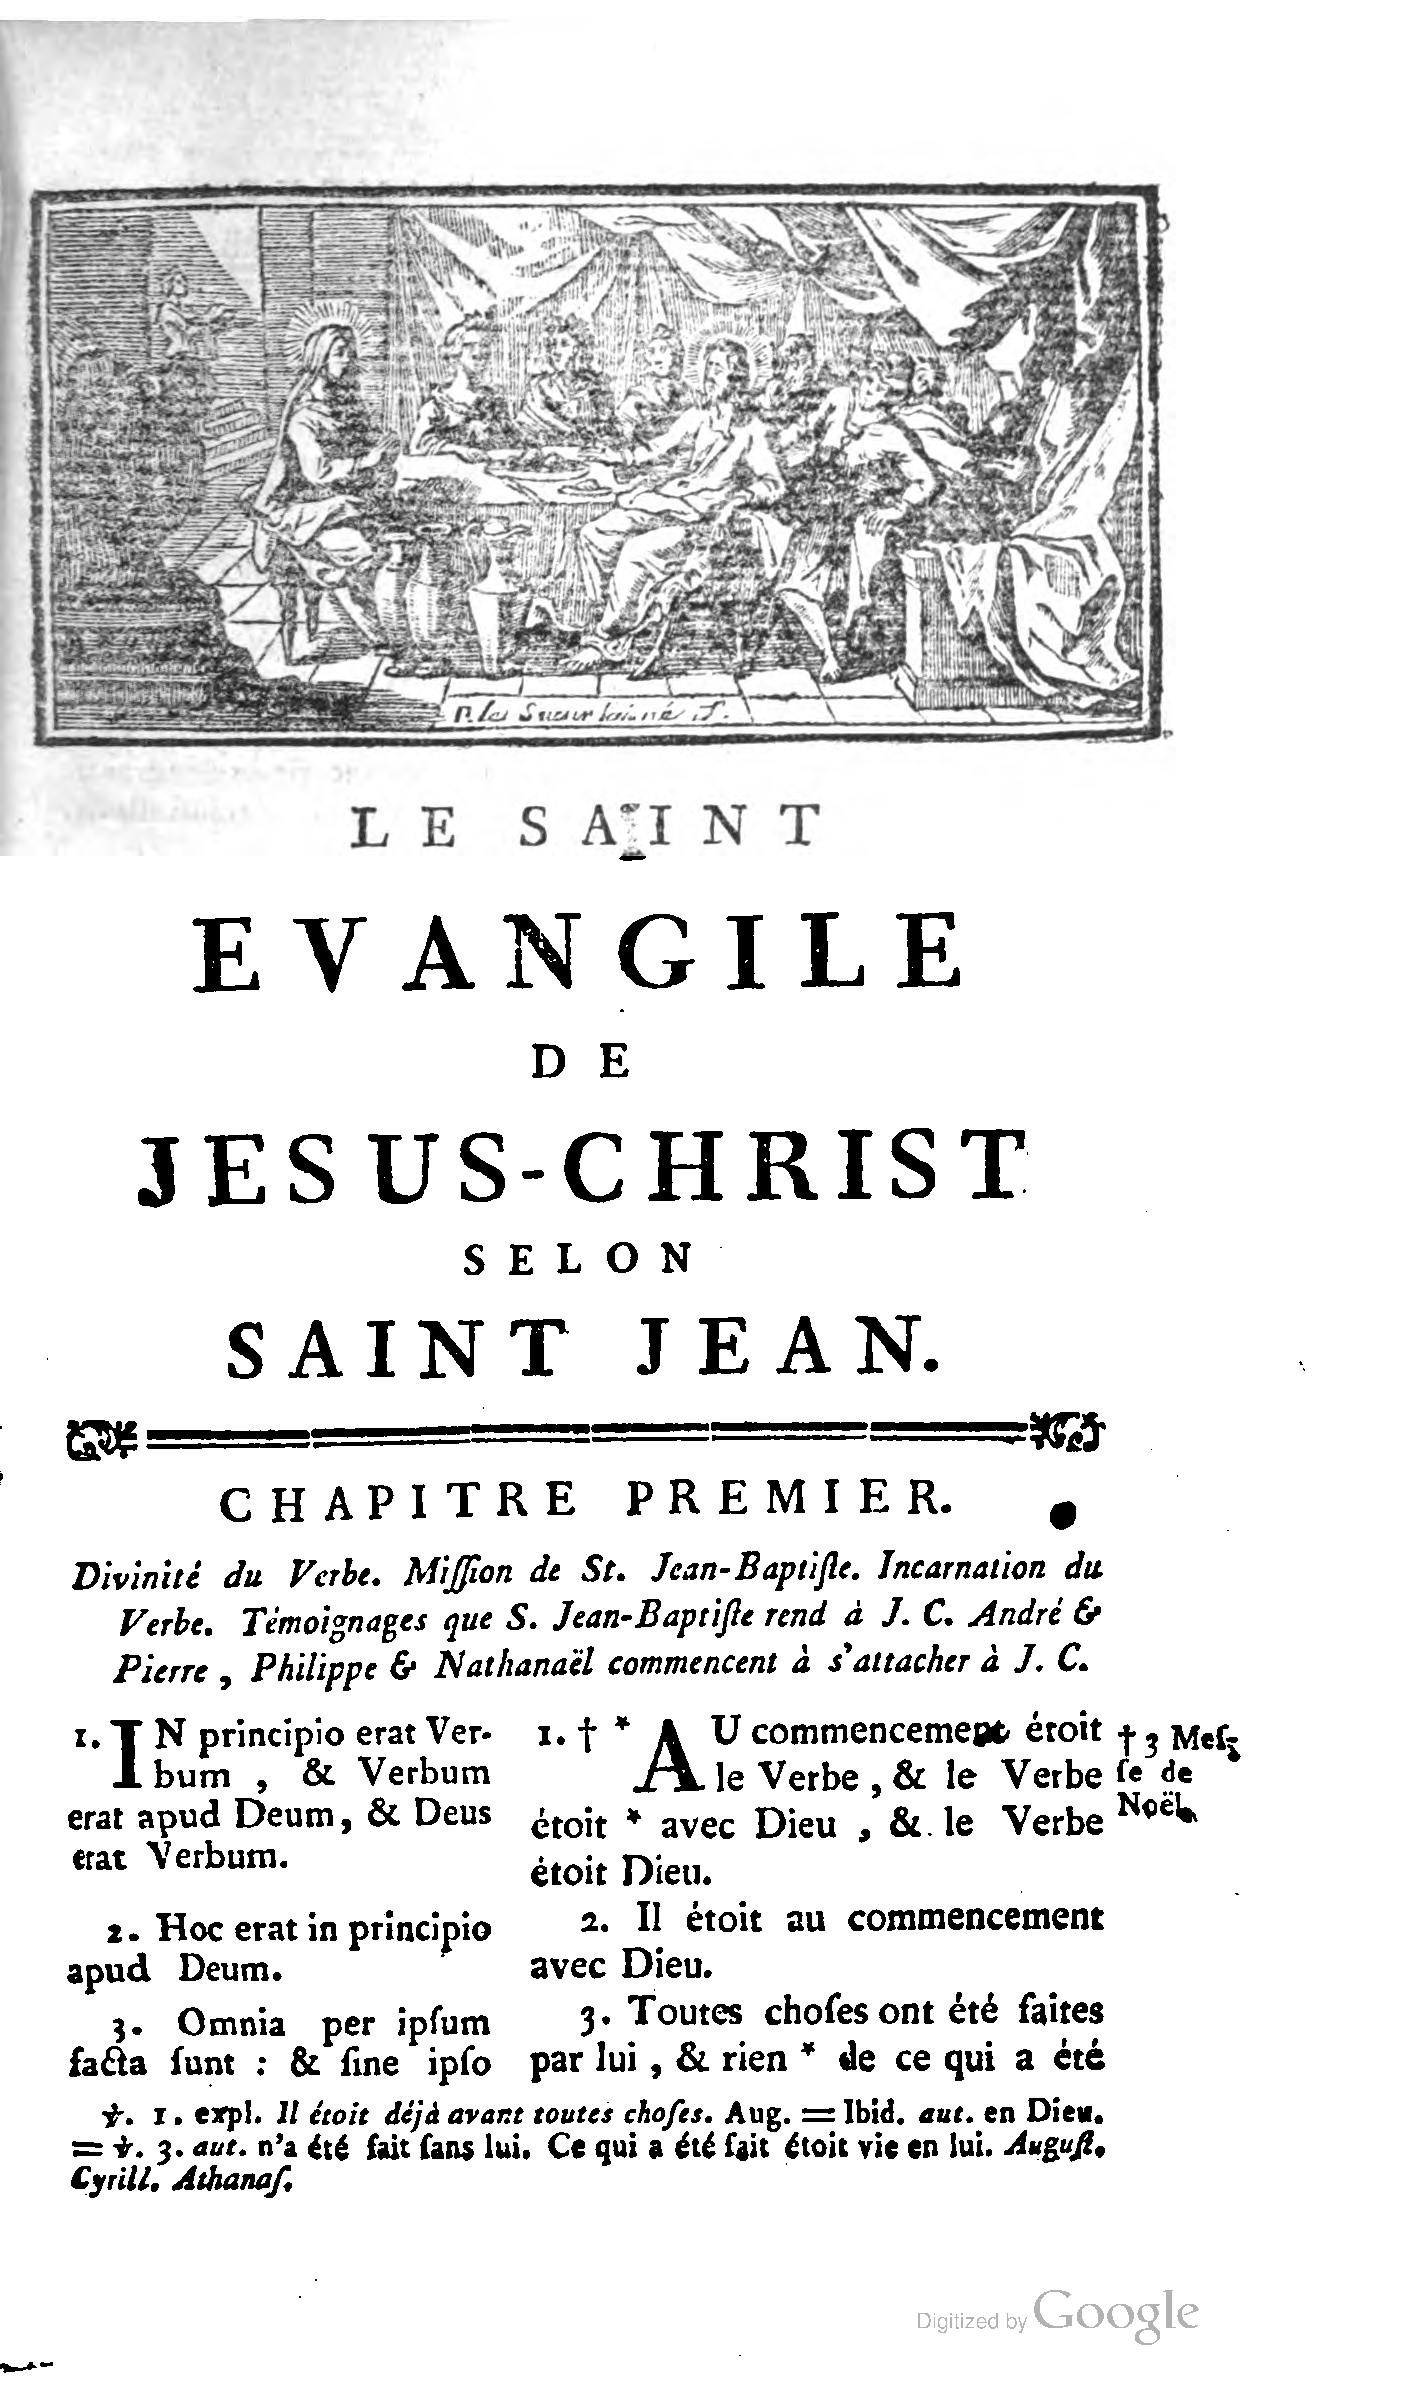 P. le Sueur lainé f.
LE SAINT
EVANGILE
DE
JESUS-CHRIST
SELON
SAINT JEAN.
CHAPITRE PREMIER.
Divinité du Verbe. Miſſion de St. Jean-Baptiſte. Incarnation du
Verbe. Témoignages que S. Jean-Baptiſte rend à J. C. André &
Pierre, Philippe & Nathanaël commencent à s'attacher à J. C.
1. IN principio erat Ver-
bum, & Verbum
erat apud Deum, & Deus
erat Verbum.
2. Hoc erat in principio
apud Deum.
3. Omnia per ipſum
facta ſunt : & ſine ipſo
1. † * AU commencement étoit
le Verbe, & le Verbe
étoit * avec Dieu, & le Verbe
étoit Dieu.
2. Il étoit au commencement
avec Dieu.
3. Toutes choſes ont été faites
par lui, & rien * de ce qui a été
† 3 Meſ-
ſe de
Noël.
℣. 1. expl. Il étoit déjà avant toutes choſes. Aug. = Ibid. aut. en Dieu.
= ℣. 3. aut. n'a été fait ſans lui. Ce qui a été fait étoit vie en lui. Auguſt.
Cyrill. Athanaſ.
Digitized by Google